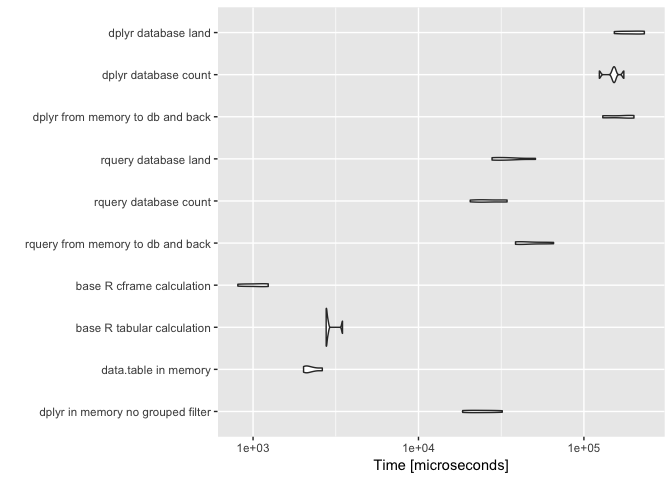 dplyr database land
dplyr database count
dplyr from memory to db and back
rquery database land
rquery database count
rquery from memory to db and back
base R cframe calculation
base R tabular calculation
data.table in memory
dplyr in memory no grouped filter
1e+03 1e+04 1e+05
Time [microseconds]